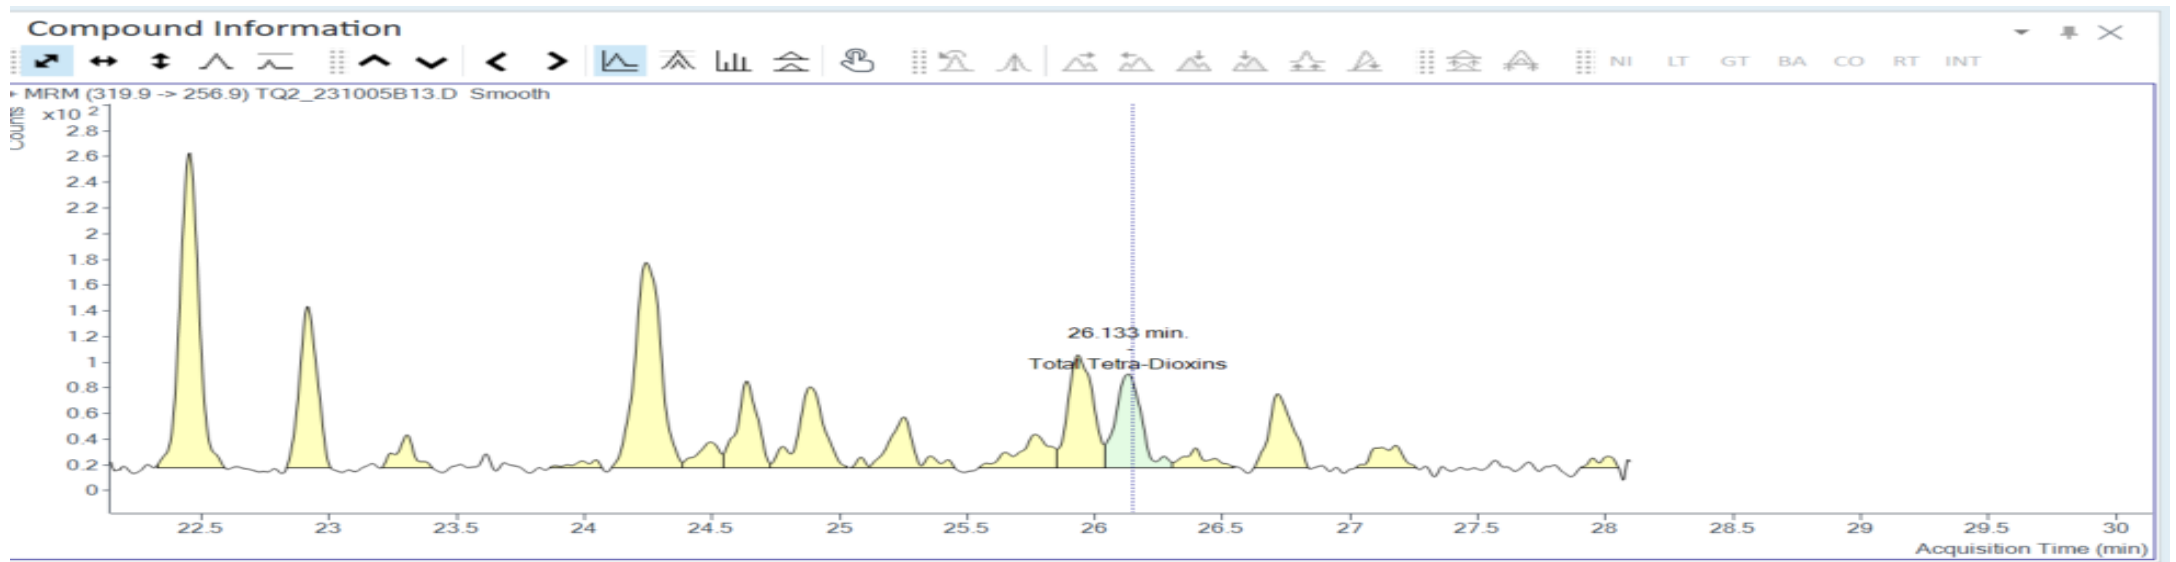 Compound Information
NI LT GT BA CO RT INT
MRM (319.9 -> 256.9) TQ2_231005B13.D Smooth
Counts
x10 2
2.8
2.6
2.4
2.2
2
1.8
1.6
1.4
1.2
1
0.8
0.6
0.4
0.2
0
26.133 min.
Total Tetra-Dioxins
22.5 23 23.5 24 24.5 25 25.5 26 26.5 27 27.5 28 28.5 29 29.5 30
Acquisition Time (min)